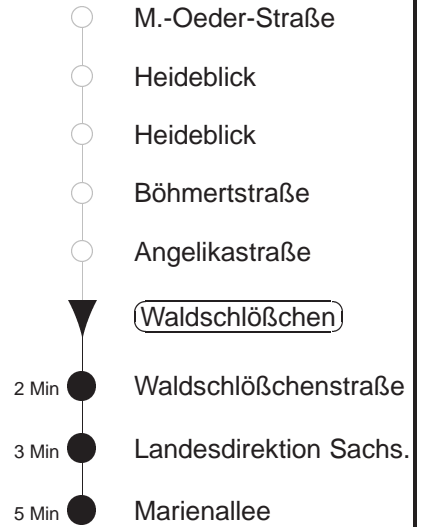 M.-Oeder-Straße
Heideblick
Heideblick
Böhmertstraße
Angelikastraße
Waldschlößchen
2 Min Waldschlößchenstraße
3 Min Landesdirektion Sachs.
5 Min Marienallee